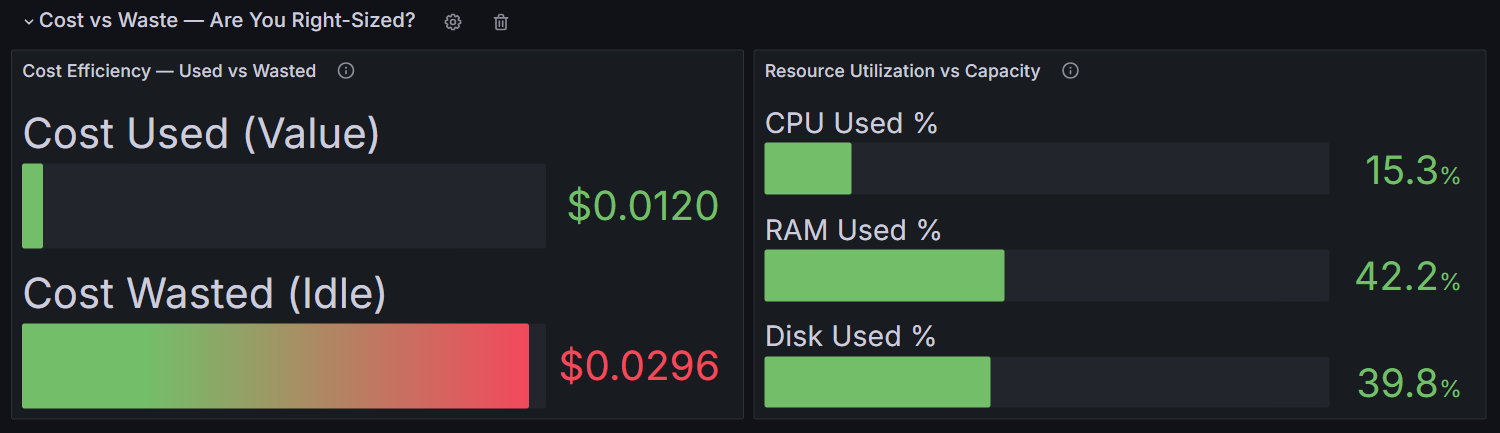 Cost vs Waste — Are You Right-Sized?
Cost Efficiency — Used vs Wasted
Cost Used (Value)
$0.0120
Cost Wasted (Idle)
$0.0296
Resource Utilization vs Capacity
CPU Used %
15.3%
RAM Used %
42.2%
Disk Used %
39.8%